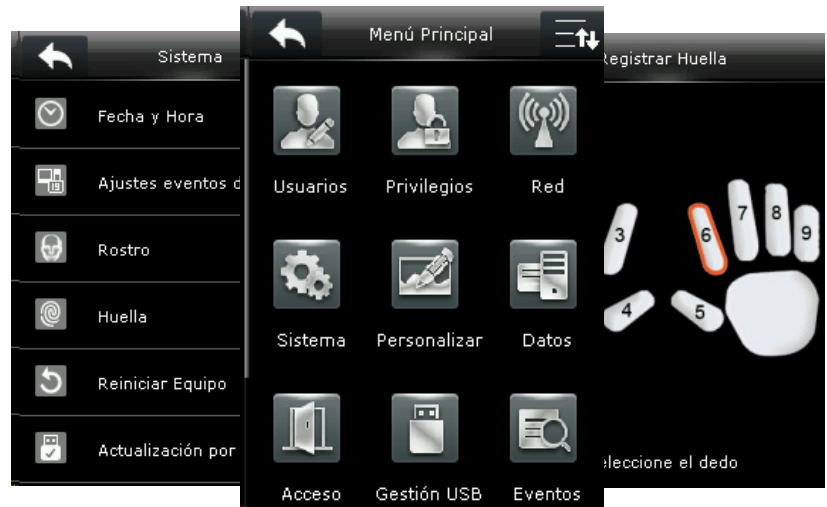 Sistema
Fecha y Hora
19
Ajustes eventos d
Rostro
Huella
Reiniciar Equipo
Actualización por
Menú Principal
Usuarios
Privilegios
Red
Sistema
Personalizar
Datos
Acceso
Gestión USB
Eventos
Registrar Huella
3
4
5
6
7
8
9
eleccione el dedo